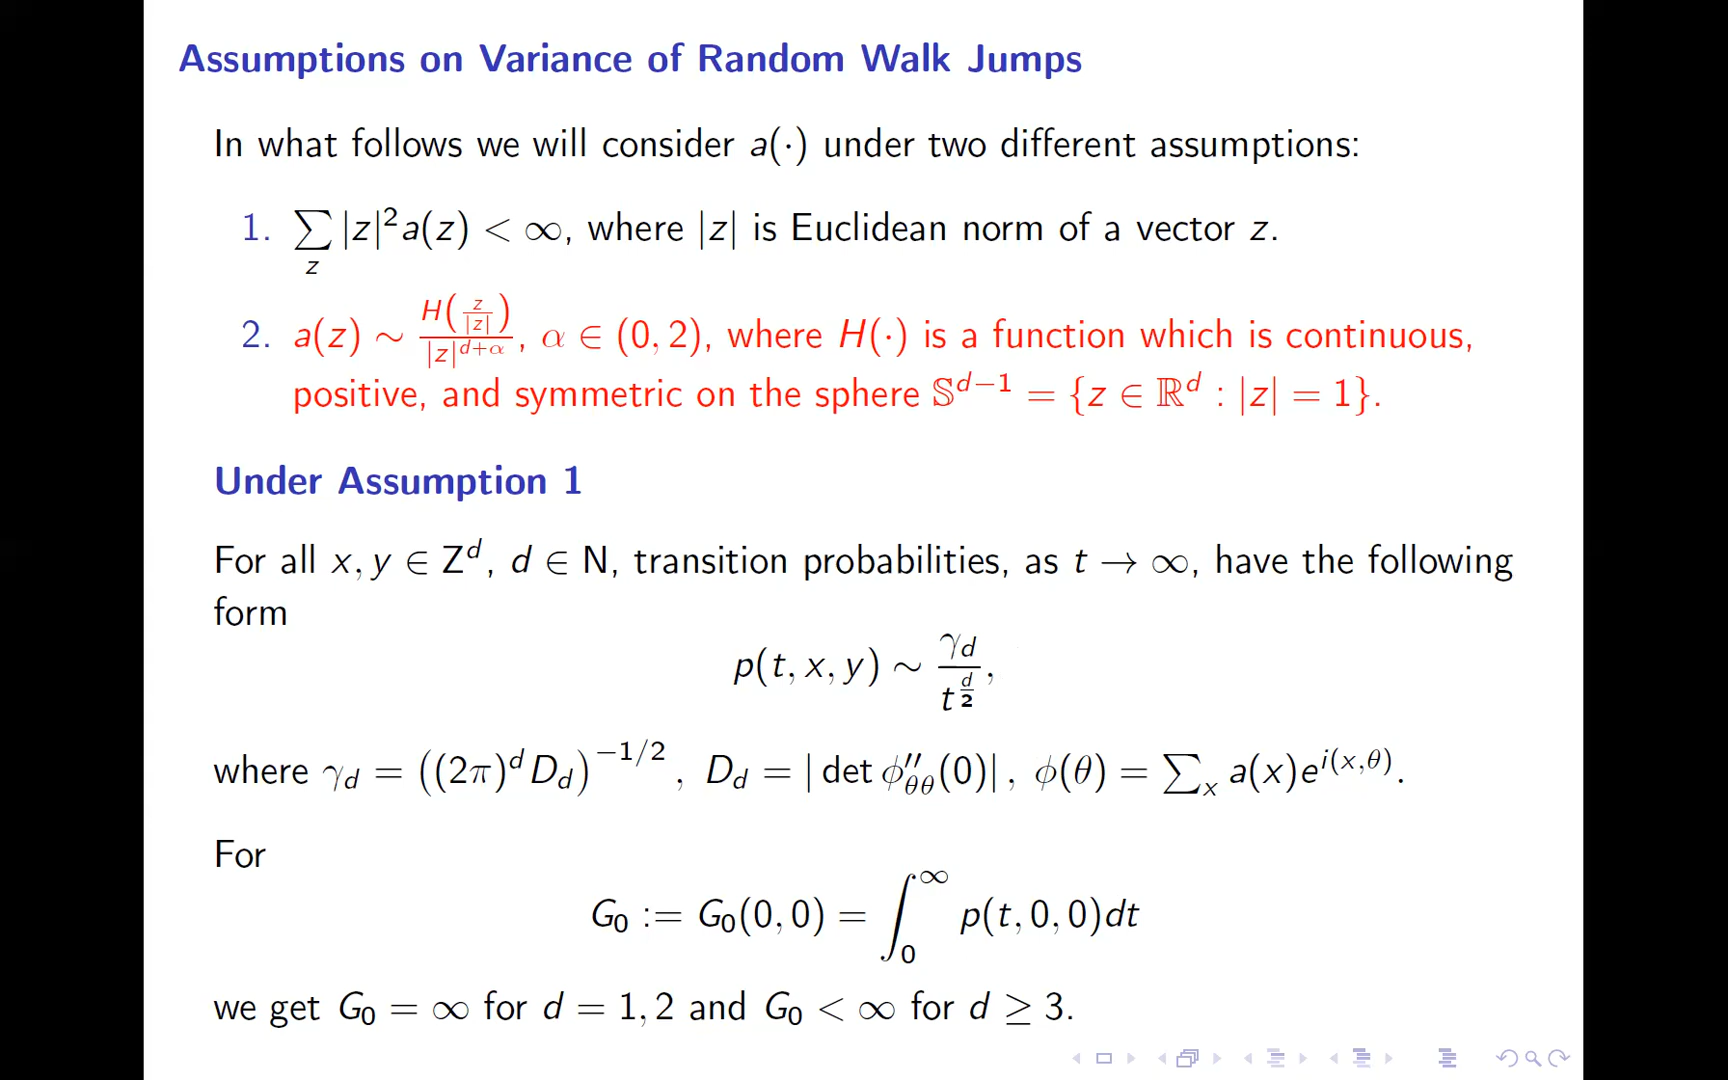 Assumptions on Variance of Random Walk Jumps
In what follows we will consider a(·) under two different assumptions:
1. ∑_z |z|²a(z) < ∞, where |z| is Euclidean norm of a vector z.
2. a(z) ∼ H(z/|z|)/|z|^{d+α}, α ∈ (0, 2), where H(·) is a function which is continuous,
positive, and symmetric on the sphere 𝕊^{d−1} = {z ∈ ℝ^d : |z| = 1}.
Under Assumption 1
For all x, y ∈ Z^d, d ∈ N, transition probabilities, as t → ∞, have the following
form
p(t, x, y) ∼ γ_d/t^{d/2},
where γ_d = ((2π)^d D_d)^{−1/2}, D_d = |det φ″_{θθ}(0)|, φ(θ) = ∑_x a(x)e^{i(x,θ)}.
For
G₀ := G₀(0, 0) = ∫_0^∞ p(t, 0, 0)dt
we get G₀ = ∞ for d = 1, 2 and G₀ < ∞ for d ≥ 3.